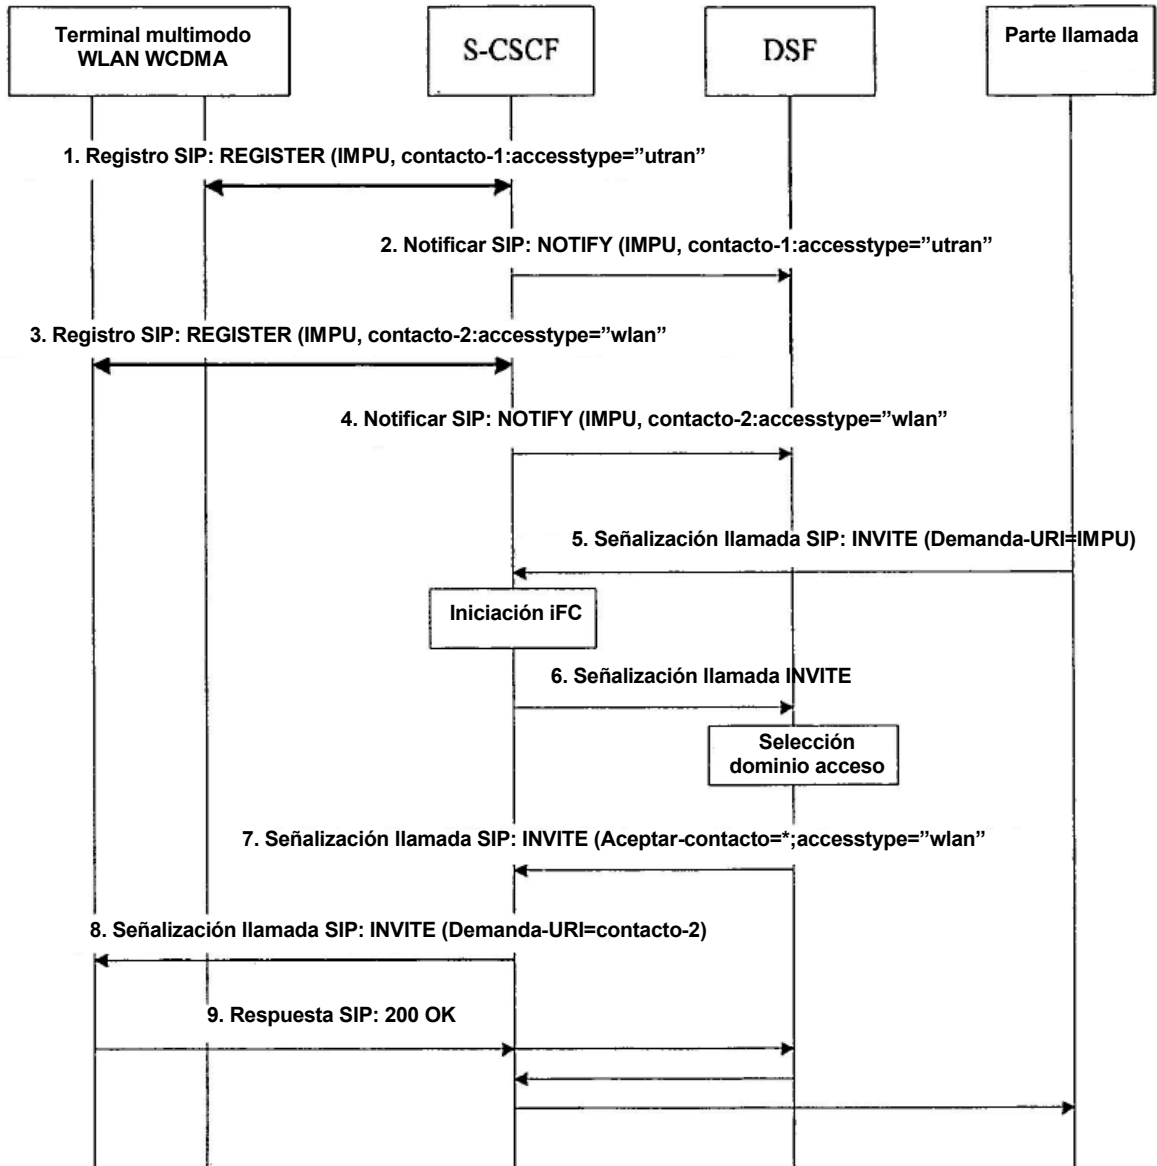 Terminal multimodo
WLAN WCDMA
S-CSCF
DSF
Parte llamada
1. Registro SIP: REGISTER (IMPU, contacto-1:accesstype=”utran”
2. Notificar SIP: NOTIFY (IMPU, contacto-1:accesstype=”utran”
3. Registro SIP: REGISTER (IMPU, contacto-2:accesstype=”wlan”
4. Notificar SIP: NOTIFY (IMPU, contacto-2:accesstype=”wlan”
5. Señalización llamada SIP: INVITE (Demanda-URI=IMPU)
Iniciación iFC
6. Señalización llamada INVITE
Selección
dominio acceso
7. Señalización llamada SIP: INVITE (Aceptar-contacto=*;accesstype=”wlan”
8. Señalización llamada SIP: INVITE (Demanda-URI=contacto-2)
9. Respuesta SIP: 200 OK